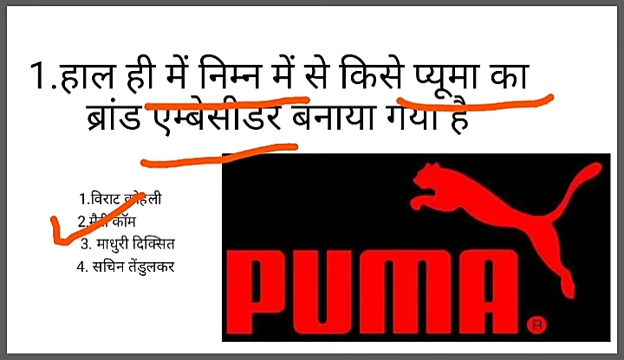 1.हाल ही में निम्न में से किसे प्यूमा का
ब्रांड एम्बेसीडर बनाया गया है
1.विराट कोहली
2.मैरी कॉम
3. माधुरी दिक्सित
4. सचिन तेंडुलकर
PUMA®